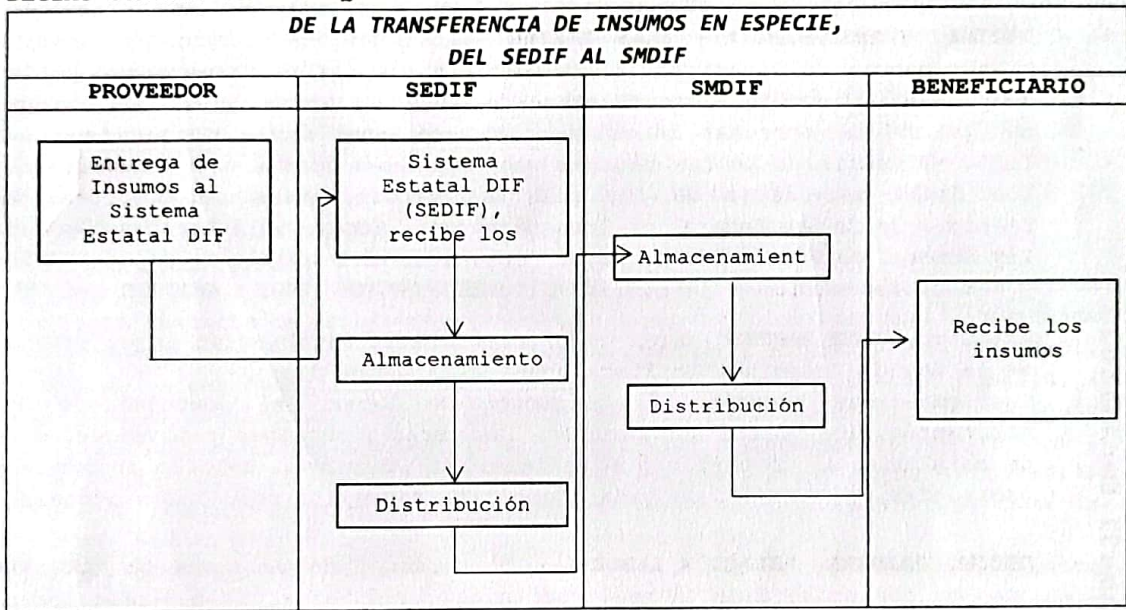 DE LA TRANSFERENCIA DE INSUMOS EN ESPECIE,
DEL SEDIF AL SMDIF
PROVEEDOR
SEDIF
SMDIF
BENEFICIARIO
Entrega de
Insumos al
Sistema
Estatal DIF
Sistema
Estatal DIF
(SEDIF),
recibe los
Almacenamiento
Distribución
Almacenamient
Distribución
Recibe los
insumos